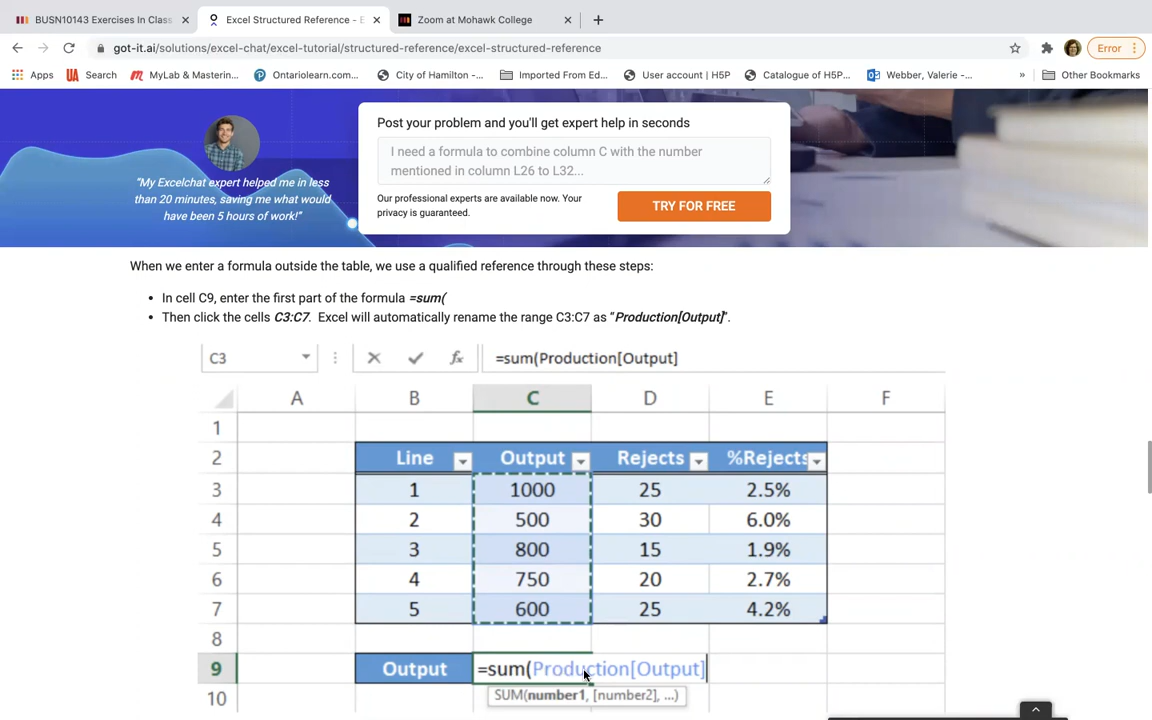 BUSN10143 Exercises In Class
Excel Structured Reference - E
Zoom at Mohawk College
got-it.ai/solutions/excel-chat/excel-tutorial/structured-reference/excel-structured-reference
Error
Apps
UA Search
MyLab & Masterin...
Ontariolearn.com...
City of Hamilton -...
Imported From Ed...
User account | H5P
Catalogue of H5P...
Webber, Valerie -...
»
Other Bookmarks
Post your problem and you'll get expert help in seconds
I need a formula to combine column C with the number
mentioned in column L26 to L32...
Our professional experts are available now. Your
privacy is guaranteed.
TRY FOR FREE
"My Excelchat expert helped me in less
than 20 minutes, saving me what would
have been 5 hours of work!"
When we enter a formula outside the table, we use a qualified reference through these steps:
• In cell C9, enter the first part of the formula =sum(
• Then click the cells C3:C7. Excel will automatically rename the range C3:C7 as "Production[Output]".
C3 fx =sum(Production[Output]
A B C D E F
1
2 Line Output Rejects %Rejects
3 1 1000 25 2.5%
4 2 500 30 6.0%
5 3 800 15 1.9%
6 4 750 20 2.7%
7 5 600 25 4.2%
8
9 Output =sum(Production[Output]
SUM(number1, [number2], ...)
10